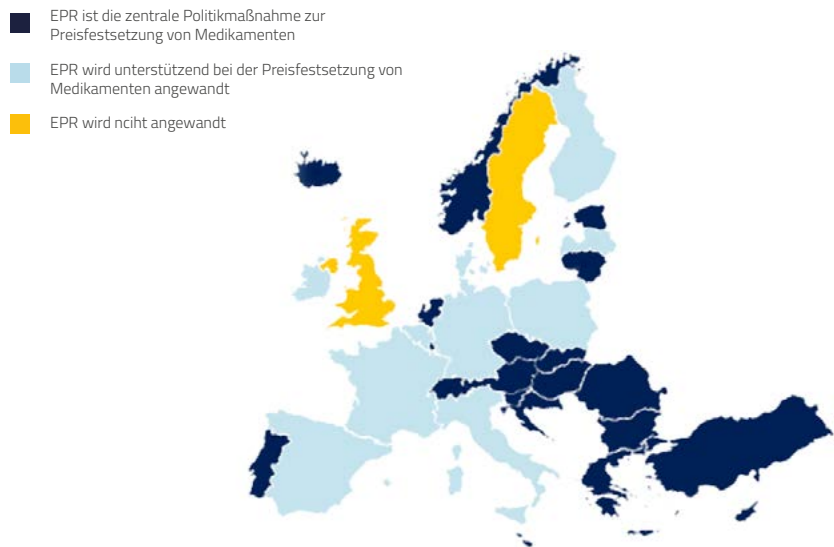 EPR ist die zentrale Politikmaßnahme zur
Preisfestsetzung von Medikamenten
EPR wird unterstützend bei der Preisfestsetzung von
Medikamenten angewandt
EPR wird nciht angewandt